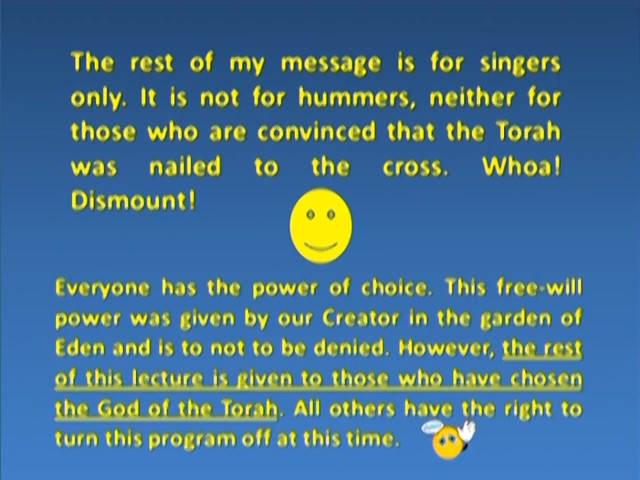 The rest of my message is for singers
only. It is not for hummers, neither for
those who are convinced that the Torah
was nailed to the cross. Whoa!
Dismount!
Everyone has the power of choice. This free-will
power was given by our Creator in the garden of
Eden and is to not to be denied. However, the rest
of this lecture is given to those who have chosen
the God of the Torah. All others have the right to
turn this program off at this time.